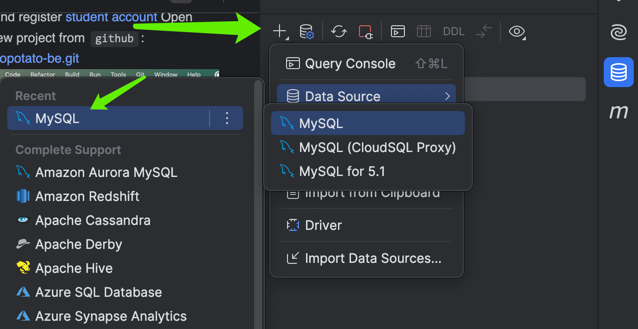 nd register student account Open
ew project from github :
opotato-be.git
Code Refactor Build Run Tools Git Window Help
DDL
Query Console ⇧⌘L
Data Source
Recent
MySQL
Complete Support
Amazon Aurora MySQL
Amazon Redshift
Apache Cassandra
Apache Derby
Apache Hive
Azure SQL Database
Azure Synapse Analytics
MySQL
MySQL (CloudSQL Proxy)
MySQL for 5.1
Import from Clipboard
Driver
Import Data Sources...
m